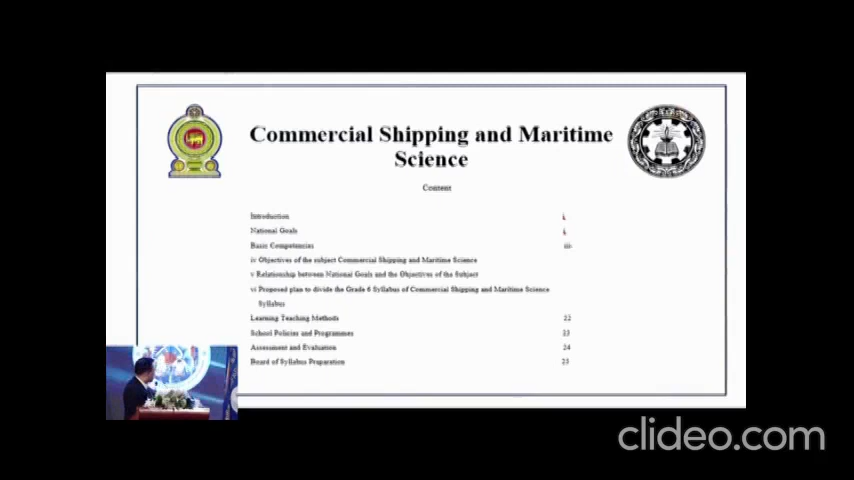 Commercial Shipping and Maritime
Science
Content
Introduction i
National Goals i
Basic Competencies iii
iv Objectives of the subject Commercial Shipping and Maritime Science
v Relationship between National Goals and the Objectives of the Subject
vi Proposed plan to divide the Grade 6 Syllabus of Commercial Shipping and Maritime Science
Syllabus
Learning Teaching Methods 22
School Policies and Programmes 23
Assessment and Evaluation 24
Board of Syllabus Preparation 25
clideo.com